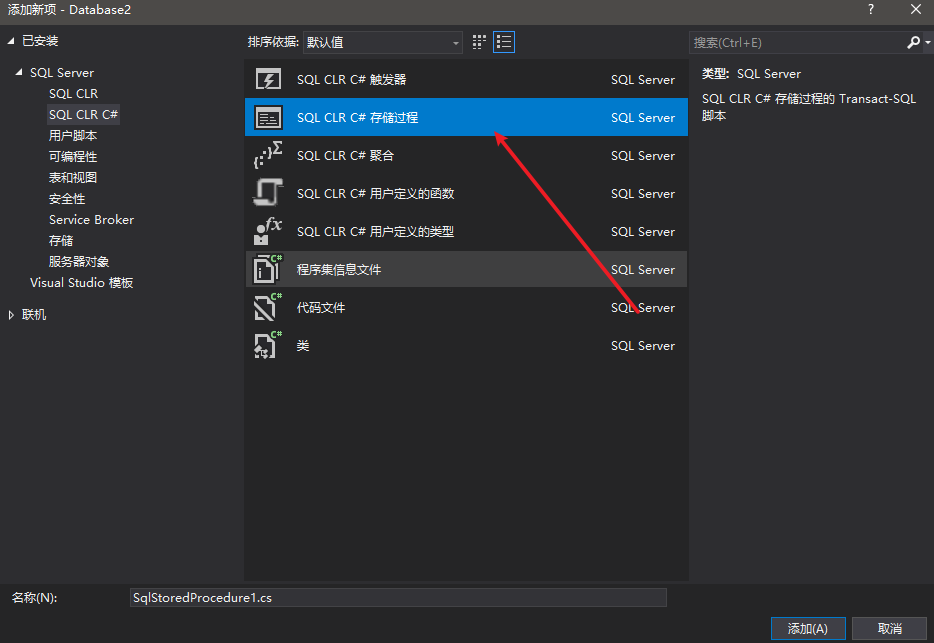 添加新项 - Database2
已安装
SQL Server
SQL CLR
SQL CLR C#
用户脚本
可编程性
表和视图
安全性
Service Broker
存储
服务器对象
Visual Studio 模板
联机
排序依据: 默认值
SQL CLR C# 触发器 SQL Server
SQL CLR C# 存储过程 SQL Server
SQL CLR C# 聚合 SQL Server
SQL CLR C# 用户定义的函数 SQL Server
SQL CLR C# 用户定义的类型 SQL Server
程序集信息文件 SQL Server
代码文件 SQL Server
类 SQL Server
搜索(Ctrl+E)
类型: SQL Server
SQL CLR C# 存储过程的 Transact-SQL
脚本
名称(N): SqlStoredProcedure1.cs
添加(A) 取消